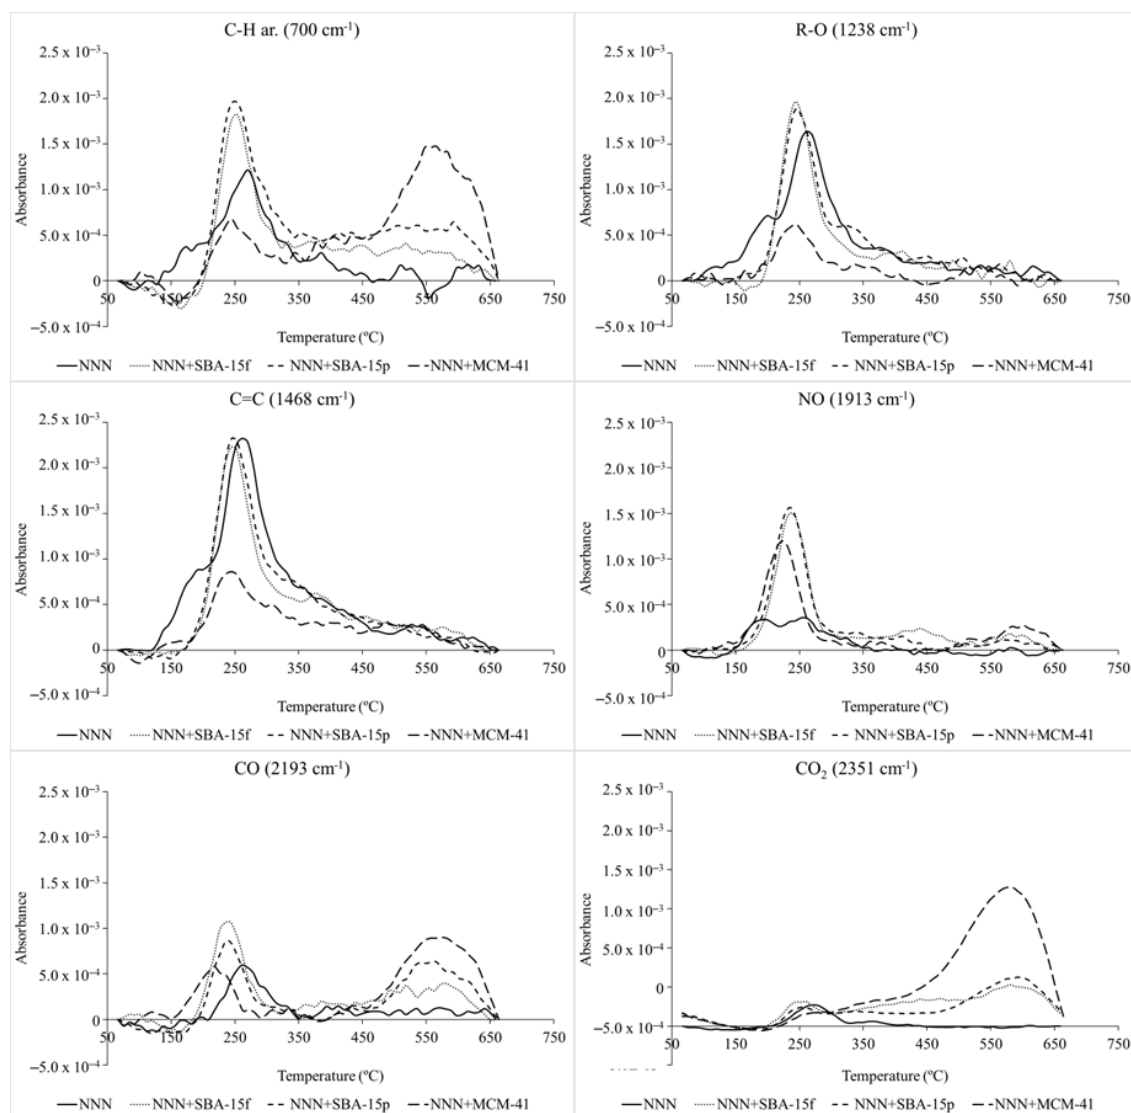 C-H ar. (700 cm⁻¹)
2.5 x 10⁻³
2.0 x 10⁻³
1.5 x 10⁻³
1.0 x 10⁻³
5.0 x 10⁻⁴
0
−5.0 x 10⁻⁴
Absorbance
50 150 250 350 450 550 650 750
Temperature (ºC)
NNN NNN+SBA-15f NNN+SBA-15p NNN+MCM-41
R-O (1238 cm⁻¹)
2.5 x 10⁻³
2.0 x 10⁻³
1.5 x 10⁻³
1.0 x 10⁻³
5.0 x 10⁻⁴
0
−5.0 x 10⁻⁴
Absorbance
50 150 250 350 450 550 650 750
Temperature (ºC)
NNN NNN+SBA-15f NNN+SBA-15p NNN+MCM-41
C=C (1468 cm⁻¹)
2.5 x 10⁻³
2.0 x 10⁻³
1.5 x 10⁻³
1.0 x 10⁻³
5.0 x 10⁻⁴
0
−5.0 x 10⁻⁴
Absorbance
50 150 250 350 450 550 650 750
Temperature (ºC)
NNN NNN+SBA-15f NNN+SBA-15p NNN+MCM-41
NO (1913 cm⁻¹)
2.5 x 10⁻³
2.0 x 10⁻³
1.5 x 10⁻³
1.0 x 10⁻³
5.0 x 10⁻⁴
0
−5.0 x 10⁻⁴
Absorbance
50 150 250 350 450 550 650 750
Temperature (ºC)
NNN NNN+SBA-15f NNN+SBA-15p NNN+MCM-41
CO (2193 cm⁻¹)
2.5 x 10⁻³
2.0 x 10⁻³
1.5 x 10⁻³
1.0 x 10⁻³
5.0 x 10⁻⁴
0
−5.0 x 10⁻⁴
Absorbance
50 150 250 350 450 550 650 750
Temperature (ºC)
NNN NNN+SBA-15f NNN+SBA-15p NNN+MCM-41
CO₂ (2351 cm⁻¹)
2.5 x 10⁻³
2.0 x 10⁻³
1.5 x 10⁻³
1.0 x 10⁻³
5.0 x 10⁻⁴
0
−5.0 x 10⁻⁴
Absorbance
50 150 250 350 450 550 650 750
Temperature (ºC)
NNN NNN+SBA-15f NNN+SBA-15p NNN+MCM-41